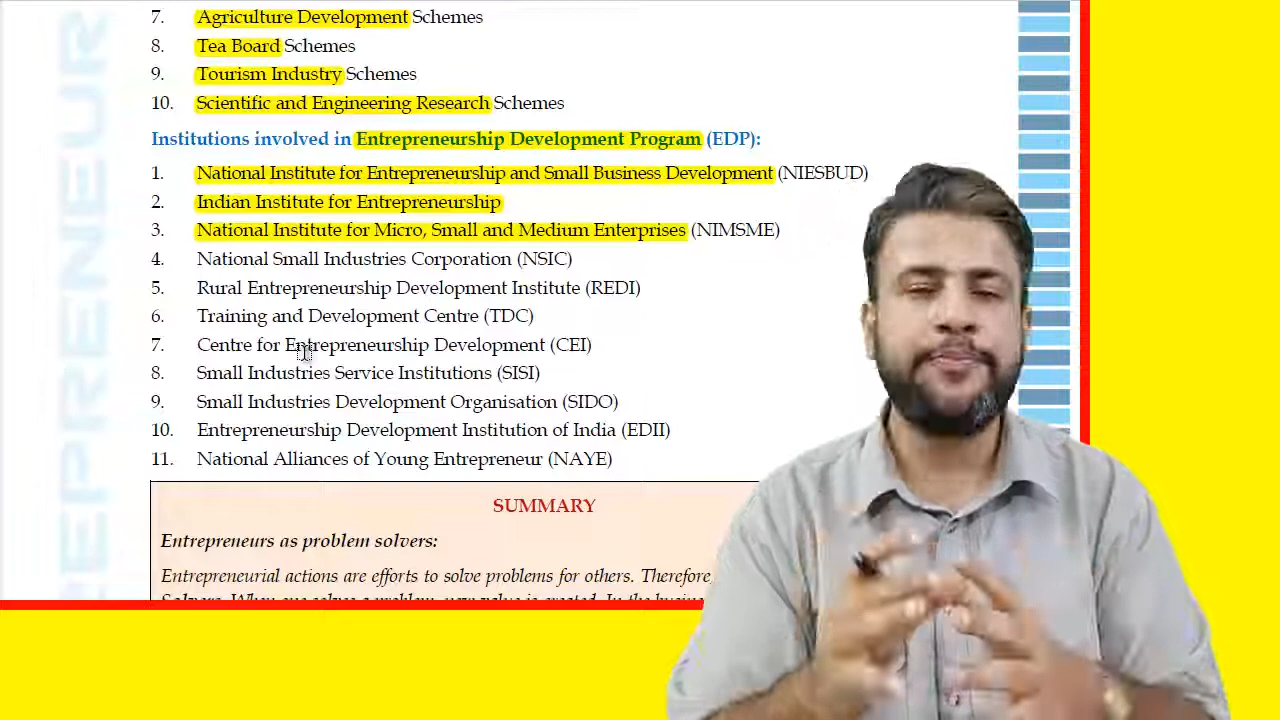 EPRENEUR
7. Agriculture Development Schemes
8. Tea Board Schemes
9. Tourism Industry Schemes
10. Scientific and Engineering Research Schemes
Institutions involved in Entrepreneurship Development Program (EDP):
1. National Institute for Entrepreneurship and Small Business Development (NIESBUD)
2. Indian Institute for Entrepreneurship
3. National Institute for Micro, Small and Medium Enterprises (NIMSME)
4. National Small Industries Corporation (NSIC)
5. Rural Entrepreneurship Development Institute (REDI)
6. Training and Development Centre (TDC)
7. Centre for Entrepreneurship Development (CEI)
8. Small Industries Service Institutions (SISI)
9. Small Industries Development Organisation (SIDO)
10. Entrepreneurship Development Institution of India (EDII)
11. National Alliances of Young Entrepreneur (NAYE)
SUMMARY
Entrepreneurs as problem solvers:
Entrepreneurial actions are efforts to solve problems for others. Therefore,